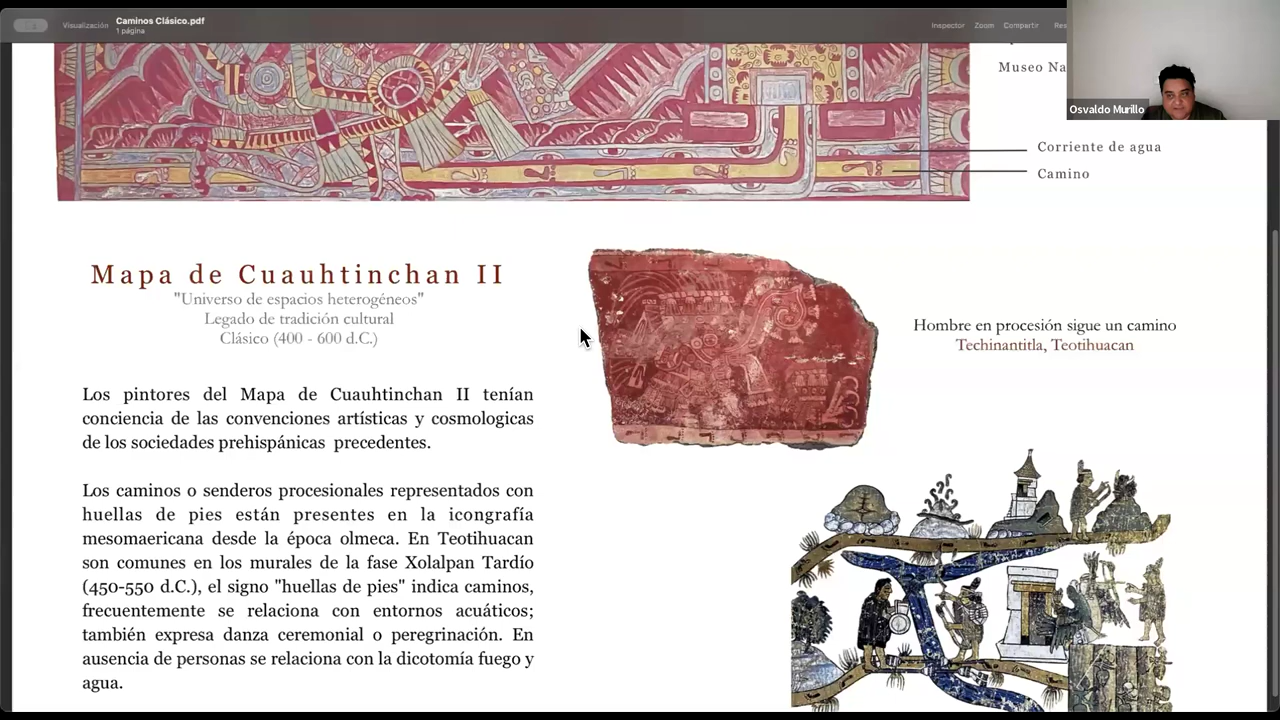 Visualización
Caminos Clásico.pdf
1 página
Inspector Zoom Compartir
Museo Na
Osvaldo Murillo
Corriente de agua
Camino
Mapa de Cuauhtinchan II
"Universo de espacios heterogéneos"
Legado de tradición cultural
Clásico (400 - 600 d.C.)
Hombre en procesión sigue un camino
Techinantitla, Teotihuacan
Los pintores del Mapa de Cuauhtinchan II tenían
conciencia de las convenciones artísticas y cosmologicas
de los sociedades prehispánicas precedentes.
Los caminos o senderos procesionales representados con
huellas de pies están presentes en la icongrafía
mesomaericana desde la época olmeca. En Teotihuacan
son comunes en los murales de la fase Xolalpan Tardío
(450-550 d.C.), el signo "huellas de pies" indica caminos,
frecuentemente se relaciona con entornos acuáticos;
también expresa danza ceremonial o peregrinación. En
ausencia de personas se relaciona con la dicotomía fuego y
agua.